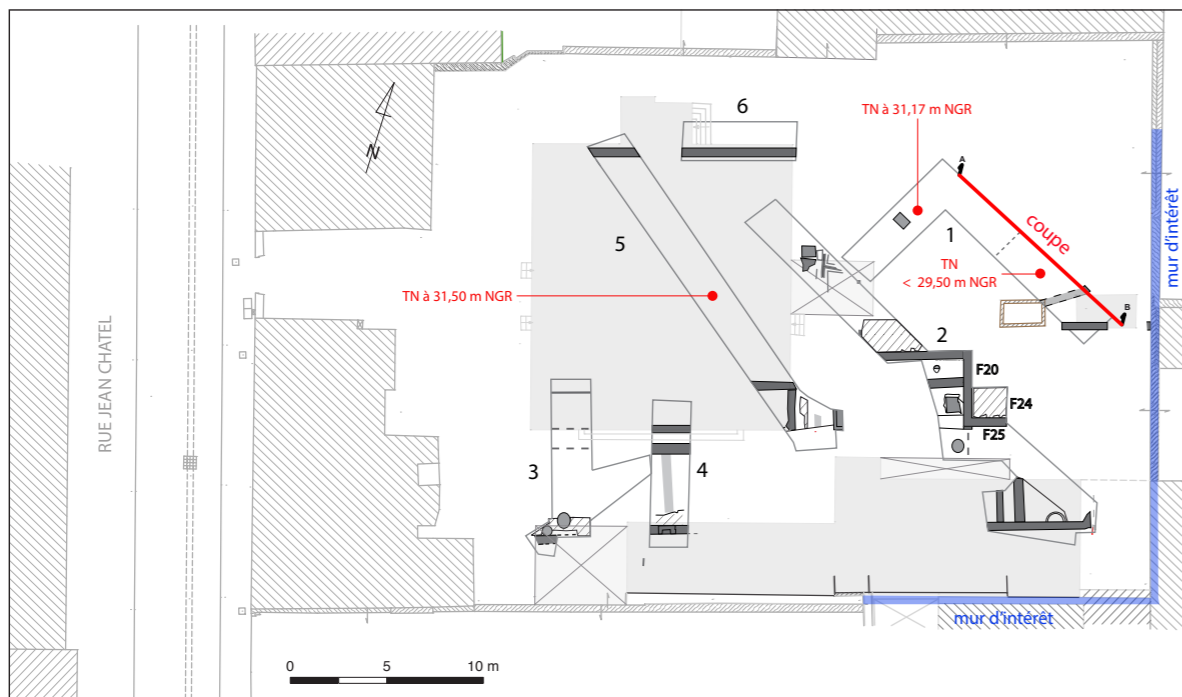 6
TN à 31,17 m NGR
A
N
1
coupe
mur d'intérêt
5
TN
< 29,50 m NGR
TN à 31,50 m NGR
B
2
F20
RUE JEAN CHATEL
F24
F25
3
4
mur d'intérêt
0 5 10 m